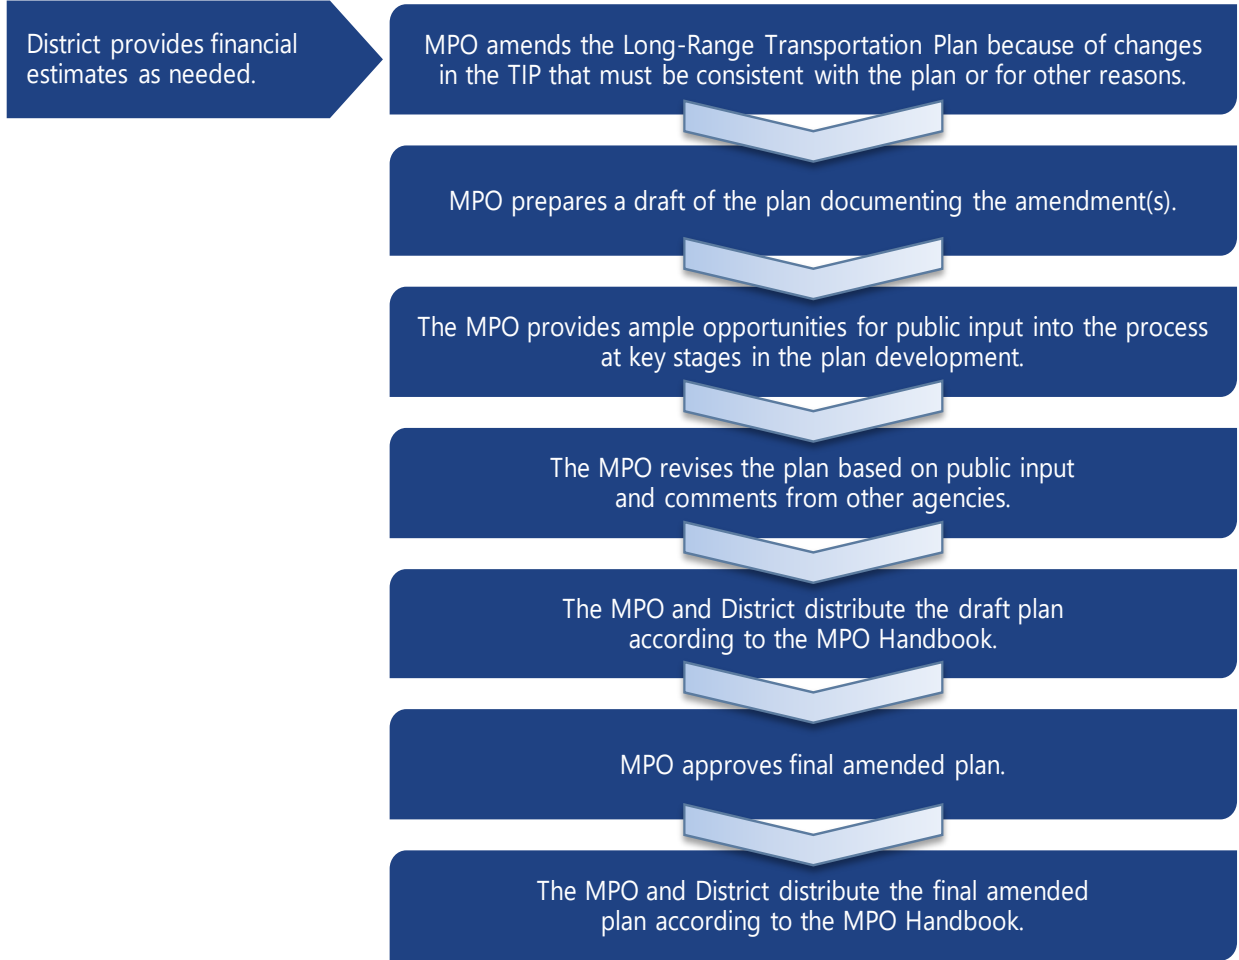 District provides financial
estimates as needed.
MPO amends the Long-Range Transportation Plan because of changes
in the TIP that must be consistent with the plan or for other reasons.
MPO prepares a draft of the plan documenting the amendment(s).
The MPO provides ample opportunities for public input into the process
at key stages in the plan development.
The MPO revises the plan based on public input
and comments from other agencies.
The MPO and District distribute the draft plan
according to the MPO Handbook.
MPO approves final amended plan.
The MPO and District distribute the final amended
plan according to the MPO Handbook.